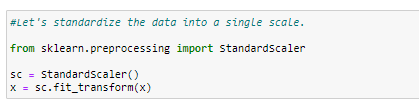 #Let's standardize the data into a single scale.
from sklearn.preprocessing import StandardScaler
sc = StandardScaler()
x = sc.fit_transform(x)